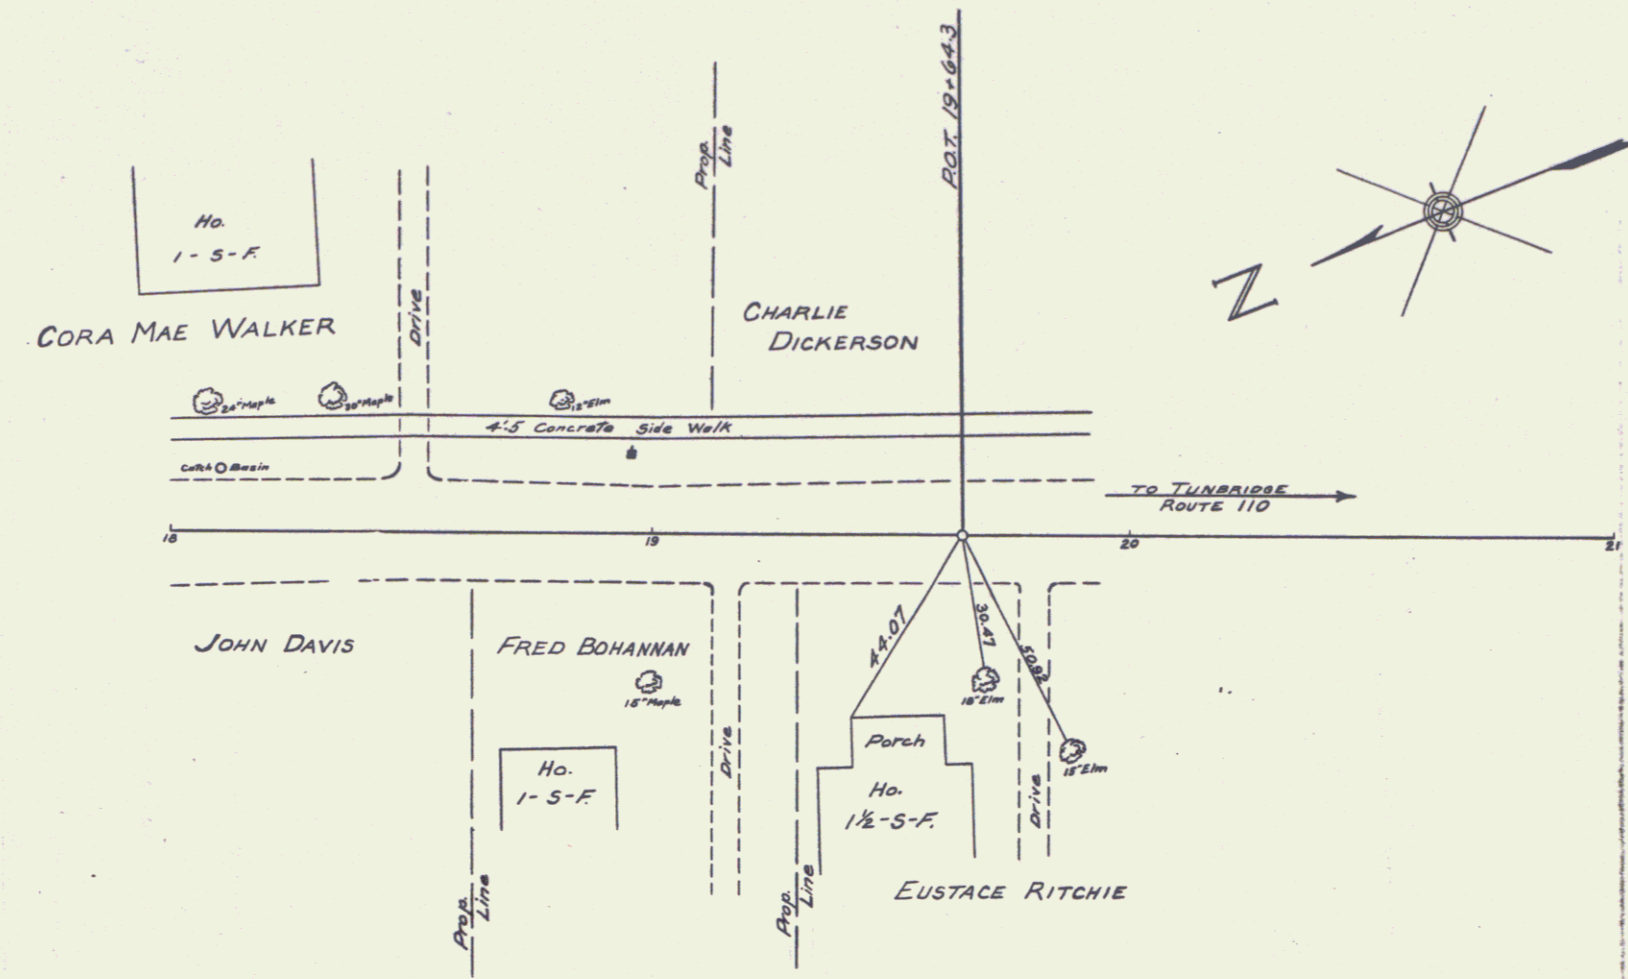 P.O.T. 19+64.3
Prop.
Line
Ho.
1-S-F.
Drive
N
CHARLIE
DICKERSON
CORA MAE WALKER
24" Maple
30" Maple
12" Elm
4'.5 Concrete Side Walk
Catch Basin
TO TUNBRIDGE
ROUTE 110
18
19
20
21
JOHN DAVIS
FRED BOHANNAN
15" Maple
44.07
30.47
50.92
18" Elm
15" Elm
Porch
Ho.
1-S-F.
Drive
Ho.
1½-S-F.
Drive
EUSTACE RITCHIE
Prop.
Line
Prop.
Line